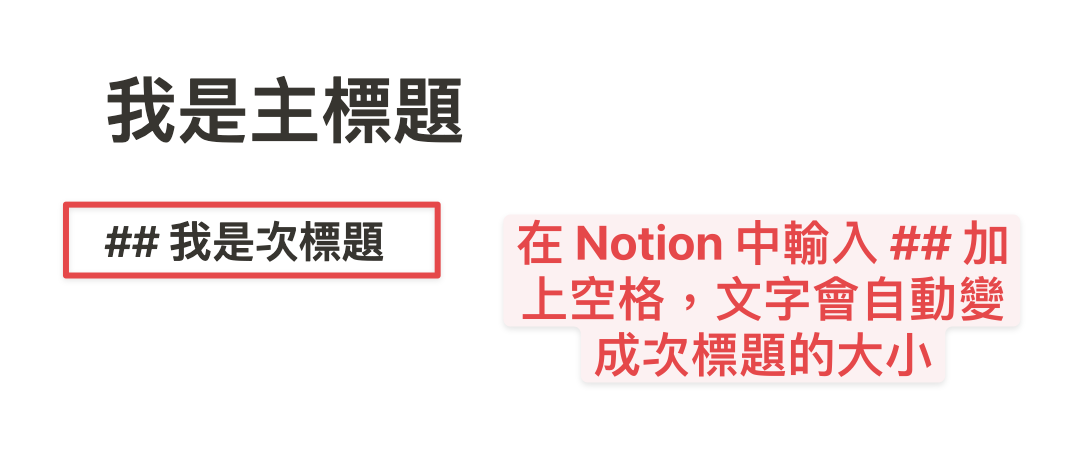 我是主標題
## 我是次標題
在 Notion 中輸入 ## 加
上空格，文字會自動變
成次標題的大小